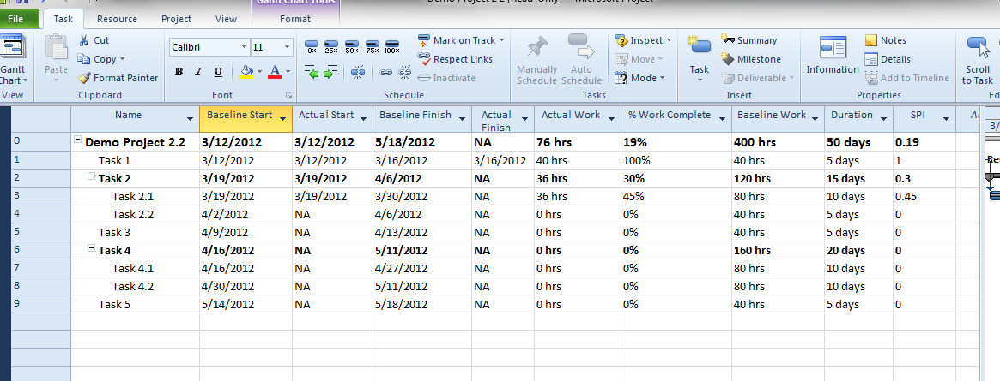 Gantt Chart Tools
Demo Project 2 2 [Read-Only] - Microsoft Project
File Task Resource Project View Format
Gantt Chart
View
Paste
Cut
Copy
Format Painter
Clipboard
Calibri 11
B I U A
Font
0% 25% 50% 75% 100%
Mark on Track
Respect Links
Inactivate
Schedule
Manually Schedule
Auto Schedule
Inspect
Move
Mode
Tasks
Task
Summary
Milestone
Deliverable
Insert
Information
Notes
Details
Add to Timeline
Properties
Scroll to Task
Name Baseline Start Actual Start Baseline Finish Actual Finish Actual Work % Work Complete Baseline Work Duration SPI
0 Demo Project 2.2 3/12/2012 3/12/2012 5/18/2012 NA 76 hrs 19% 400 hrs 50 days 0.19
1 Task 1 3/12/2012 3/12/2012 3/16/2012 3/16/2012 40 hrs 100% 40 hrs 5 days 1
2 Task 2 3/19/2012 3/19/2012 4/6/2012 NA 36 hrs 30% 120 hrs 15 days 0.3
3 Task 2.1 3/19/2012 3/19/2012 3/30/2012 NA 36 hrs 45% 80 hrs 10 days 0.45
4 Task 2.2 4/2/2012 NA 4/6/2012 NA 0 hrs 0% 40 hrs 5 days 0
5 Task 3 4/9/2012 NA 4/13/2012 NA 0 hrs 0% 40 hrs 5 days 0
6 Task 4 4/16/2012 NA 5/11/2012 NA 0 hrs 0% 160 hrs 20 days 0
7 Task 4.1 4/16/2012 NA 4/27/2012 NA 0 hrs 0% 80 hrs 10 days 0
8 Task 4.2 4/30/2012 NA 5/11/2012 NA 0 hrs 0% 80 hrs 10 days 0
9 Task 5 5/14/2012 NA 5/18/2012 NA 0 hrs 0% 40 hrs 5 days 0